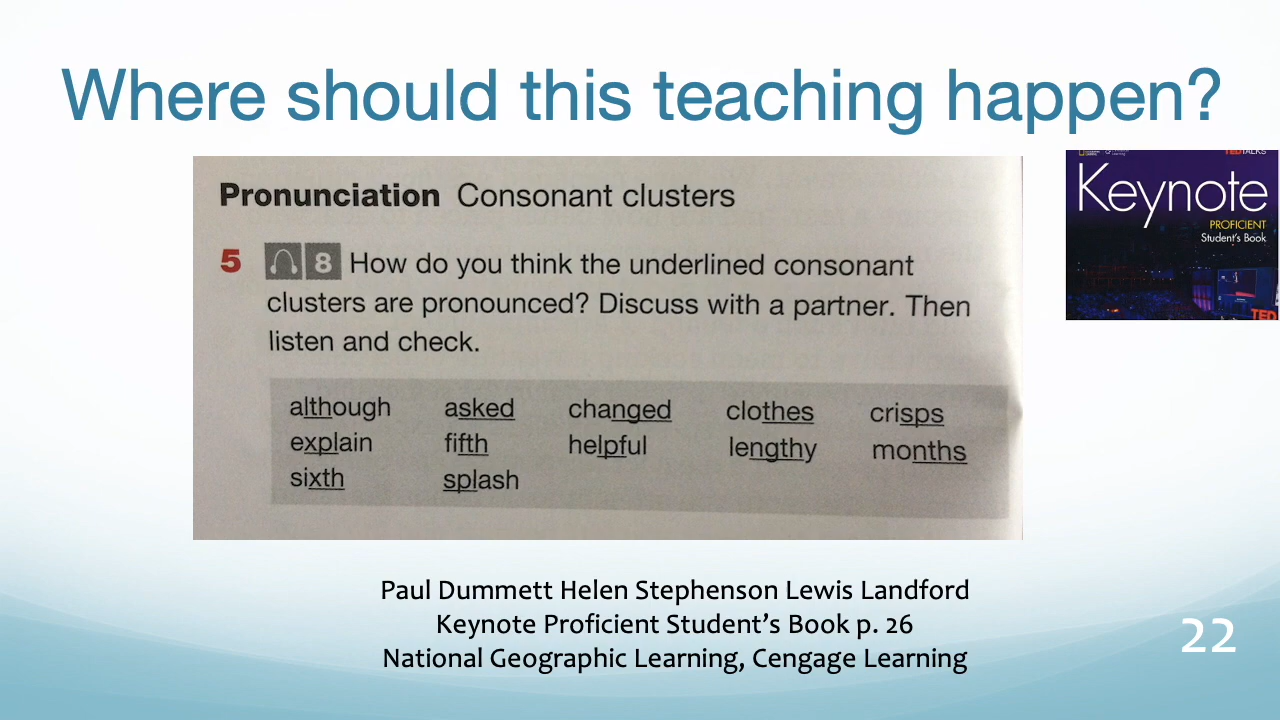 Where should this teaching happen?
Pronunciation Consonant clusters
5 8 How do you think the underlined consonant
clusters are pronounced? Discuss with a partner. Then
listen and check.
although asked changed clothes crisps
explain fifth helpful lengthy months
sixth splash
TEDTALKS
Keynote
PROFICIENT
Student's Book
TED
Paul Dummett Helen Stephenson Lewis Landford
Keynote Proficient Student’s Book p. 26
National Geographic Learning, Cengage Learning
22